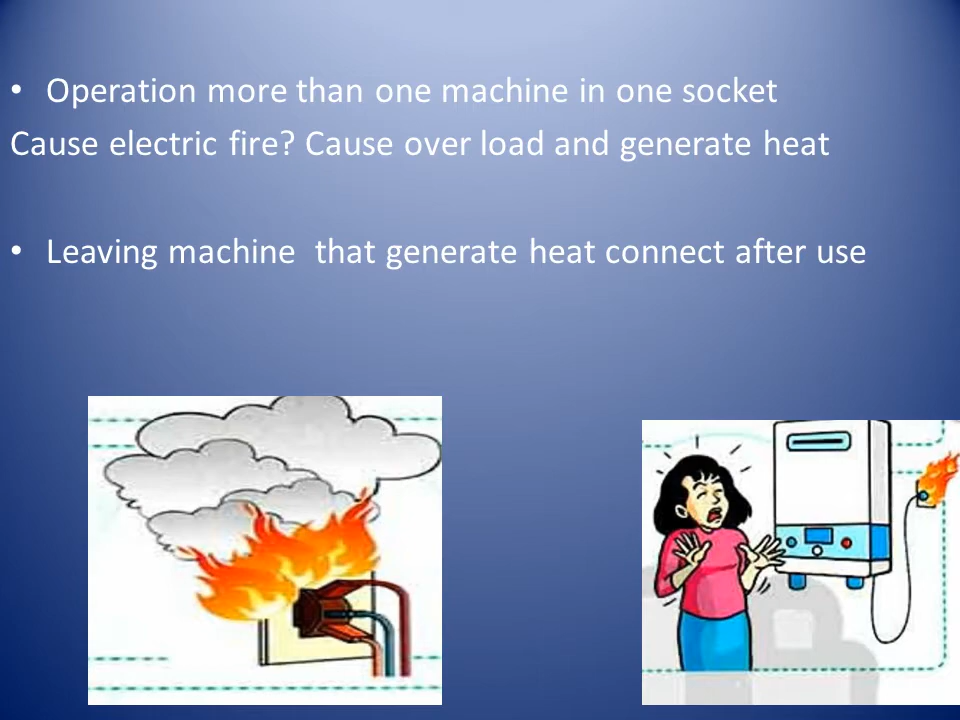 • Operation more than one machine in one socket
Cause electric fire? Cause over load and generate heat
• Leaving machine  that generate heat connect after use